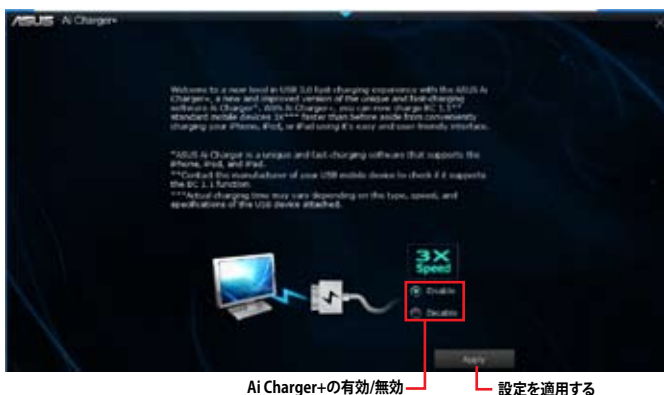 ASUS Ai Charger+
Welcome to a new level in USB 3.0 fast-charging experience with the ASUS Ai
Charger+, a new and improved version of the unique and fast-charging
software Ai Charger*. With Ai Charger+, you can now charge BC 1.1**
standard mobile devices 3x*** faster than before aside from conveniently
charging your iPhone, iPod, or iPad using it's easy and user-friendly interface.
*ASUS Ai Charger is a unique and fast-charging software that supports the
iPhone, iPod, and iPad.
**Contact the manufacturer of your USB mobile device to check if it supports
the BC 1.1 function.
***Actual charging time may vary depending on the type, speed, and
specifications of the USB device attached.
3X
Speed
Enable
Disable
Apply
Ai Charger+の有効/無効
設定を適用する